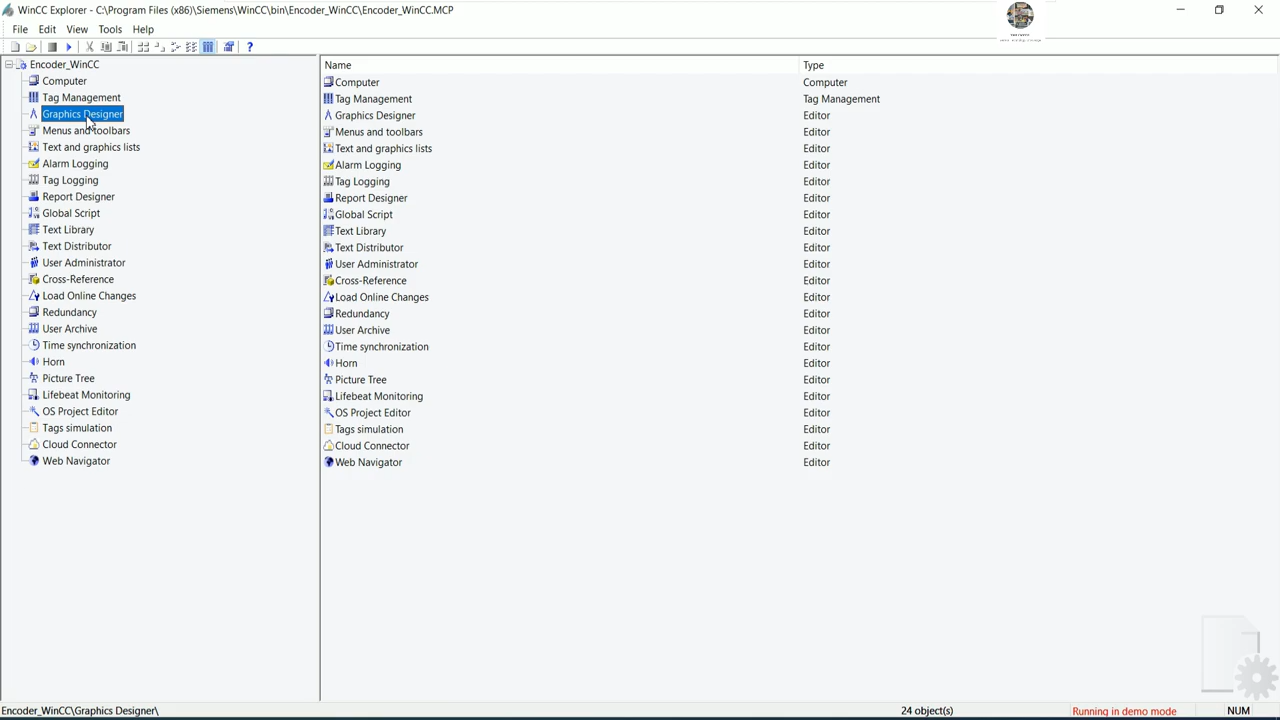 WinCC Explorer - C:\Program Files (x86)\Siemens\WinCC\bin\Encoder_WinCC\Encoder_WinCC.MCP
File Edit View Tools Help
Encoder_WinCC
Computer
Tag Management
Graphics Designer
Menus and toolbars
Text and graphics lists
Alarm Logging
Tag Logging
Report Designer
Global Script
Text Library
Text Distributor
User Administrator
Cross-Reference
Load Online Changes
Redundancy
User Archive
Time synchronization
Horn
Picture Tree
Lifebeat Monitoring
OS Project Editor
Tags simulation
Cloud Connector
Web Navigator
Name Type
Computer Computer
Tag Management Tag Management
Graphics Designer Editor
Menus and toolbars Editor
Text and graphics lists Editor
Alarm Logging Editor
Tag Logging Editor
Report Designer Editor
Global Script Editor
Text Library Editor
Text Distributor Editor
User Administrator Editor
Cross-Reference Editor
Load Online Changes Editor
Redundancy Editor
User Archive Editor
Time synchronization Editor
Horn Editor
Picture Tree Editor
Lifebeat Monitoring Editor
OS Project Editor Editor
Tags simulation Editor
Cloud Connector Editor
Web Navigator Editor
Encoder_WinCC\Graphics Designer\ 24 object(s) Running in demo mode NUM